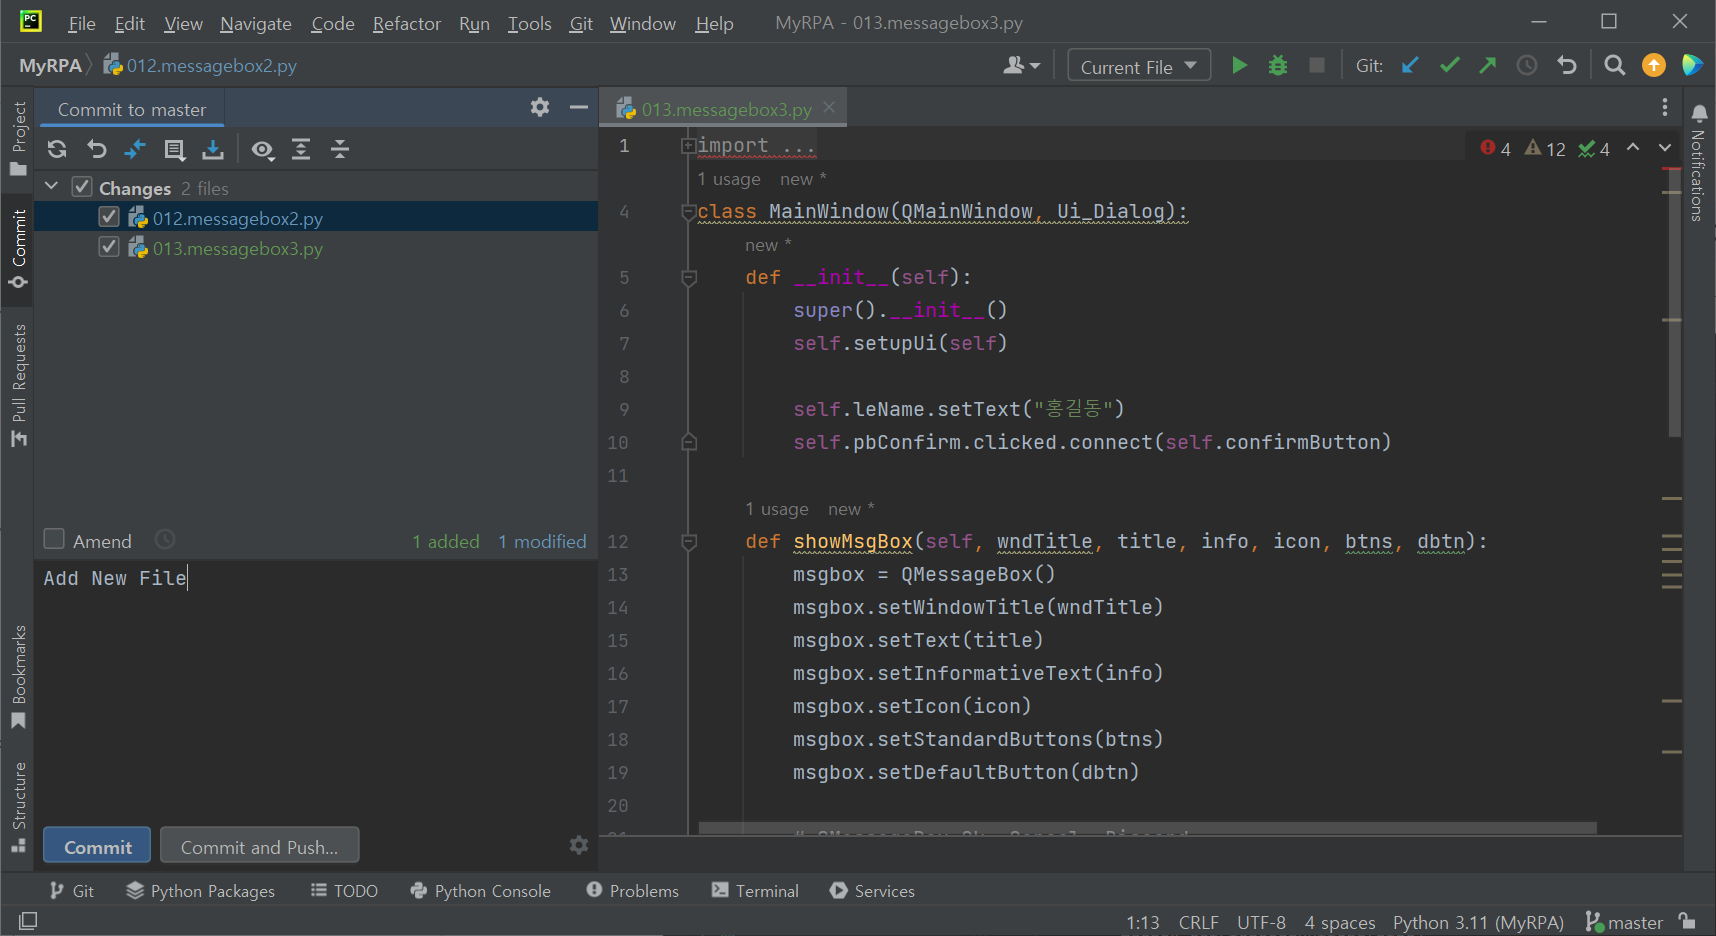 PC
File Edit View Navigate Code Refactor Run Tools Git Window Help MyRPA - 013.messagebox3.py
MyRPA 012.messagebox2.py Current File Git:
Project
Commit
Pull Requests
Bookmarks
Structure
Commit to master
Changes 2 files
012.messagebox2.py
013.messagebox3.py
Amend 1 added 1 modified
Add New File
Commit Commit and Push...
013.messagebox3.py
4 12 4
1 import ...
1 usage new *
4 class MainWindow(QMainWindow, Ui_Dialog):
new *
5 def __init__(self):
6 super().__init__()
7 self.setupUi(self)
8
9 self.leName.setText("홍길동")
10 self.pbConfirm.clicked.connect(self.confirmButton)
11
1 usage new *
12 def showMsgBox(self, wndTitle, title, info, icon, btns, dbtn):
13 msgbox = QMessageBox()
14 msgbox.setWindowTitle(wndTitle)
15 msgbox.setText(title)
16 msgbox.setInformativeText(info)
17 msgbox.setIcon(icon)
18 msgbox.setStandardButtons(btns)
19 msgbox.setDefaultButton(dbtn)
20
Notifications
Git Python Packages TODO Python Console Problems Terminal Services
1:13 CRLF UTF-8 4 spaces Python 3.11 (MyRPA) master